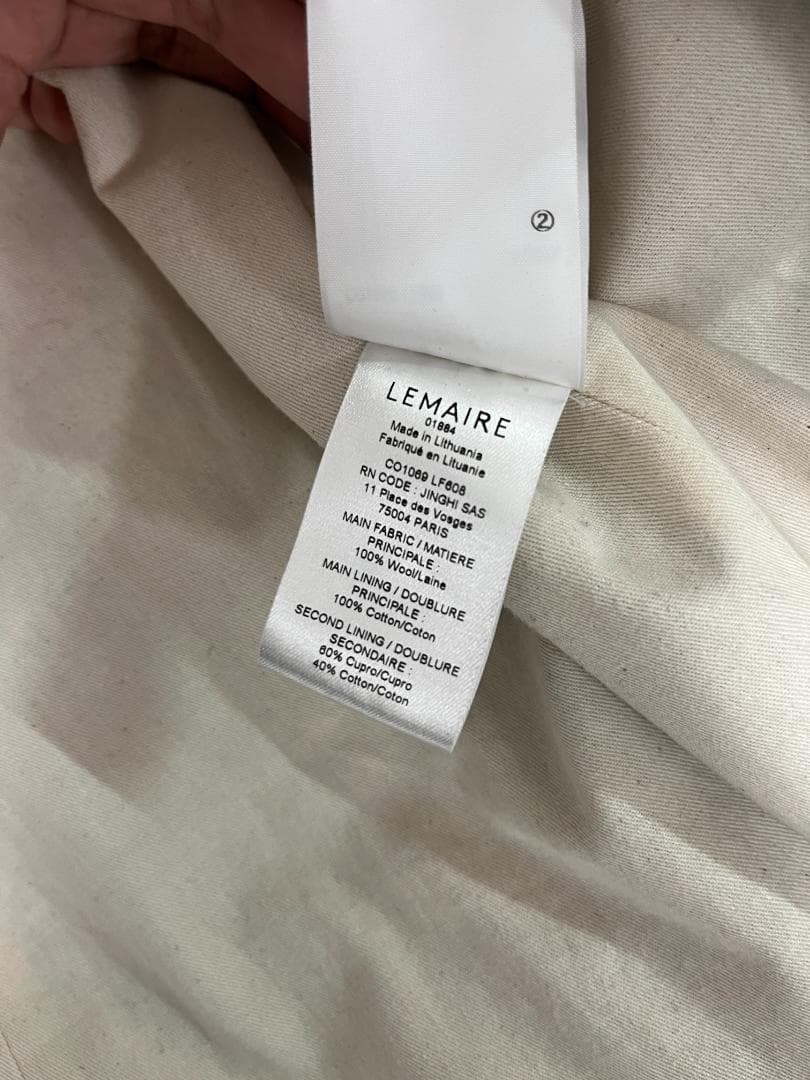 ②
LEMAIRE
01884
Made in Lithuania
Fabriqué en Lituanie
CO1069 LF608
RN CODE : JINGHI SAS
11 Place des Vosges
75004 PARIS
MAIN FABRIC / MATIERE
PRINCIPALE :
100% Wool/Laine
MAIN LINING / DOUBLURE
PRINCIPALE :
100% Cotton/Coton
SECOND LINING / DOUBLURE
SECONDAIRE :
60% Cupro/Cupro
40% Cotton/Coton